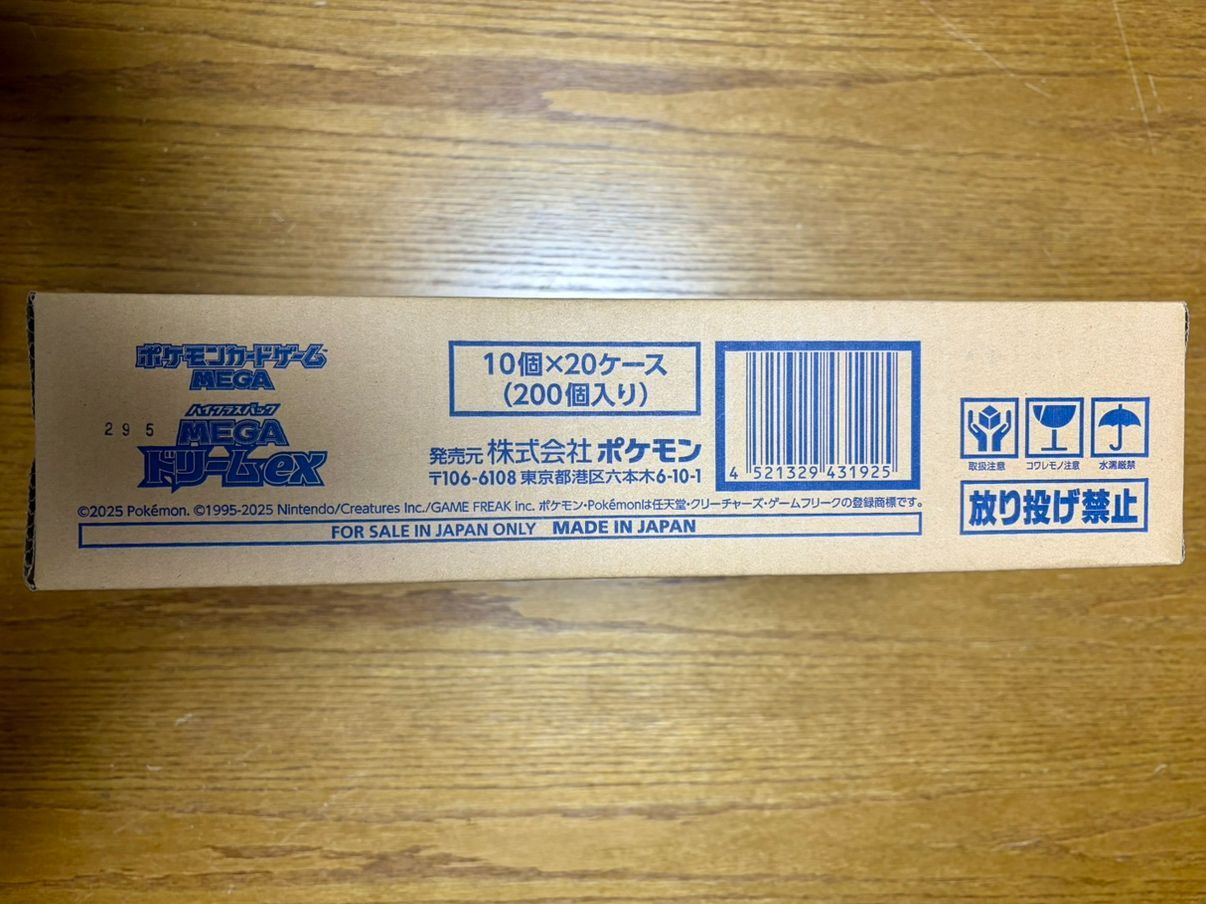 ポケモンカードゲーム
MEGA
ハイクラスパック
MEGA
ドリームex
295
10個×20ケース
(200個入り)
発売元 株式会社 ポケモン
〒106-6108 東京都港区六本木6-10-1
4 521329 431925
©2025 Pokémon. ©1995-2025 Nintendo/Creatures Inc./GAME FREAK inc. ポケモン・Pokémonは任天堂・クリーチャーズ・ゲームフリークの登録商標です。
FOR SALE IN JAPAN ONLY MADE IN JAPAN
取扱注意 コワレモノ注意 水濡厳禁
放り投げ禁止